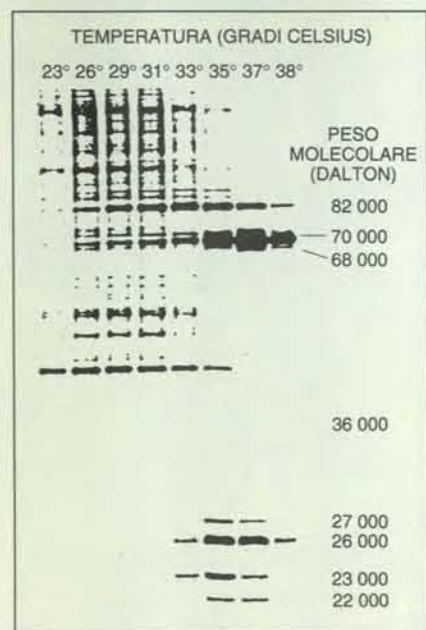 TEMPERATURA (GRADI CELSIUS)
23° 26° 29° 31° 33° 35° 37° 38°
PESO
MOLECOLARE
(DALTON)
82 000
70 000
68 000
36 000
27 000
26 000
23 000
22 000